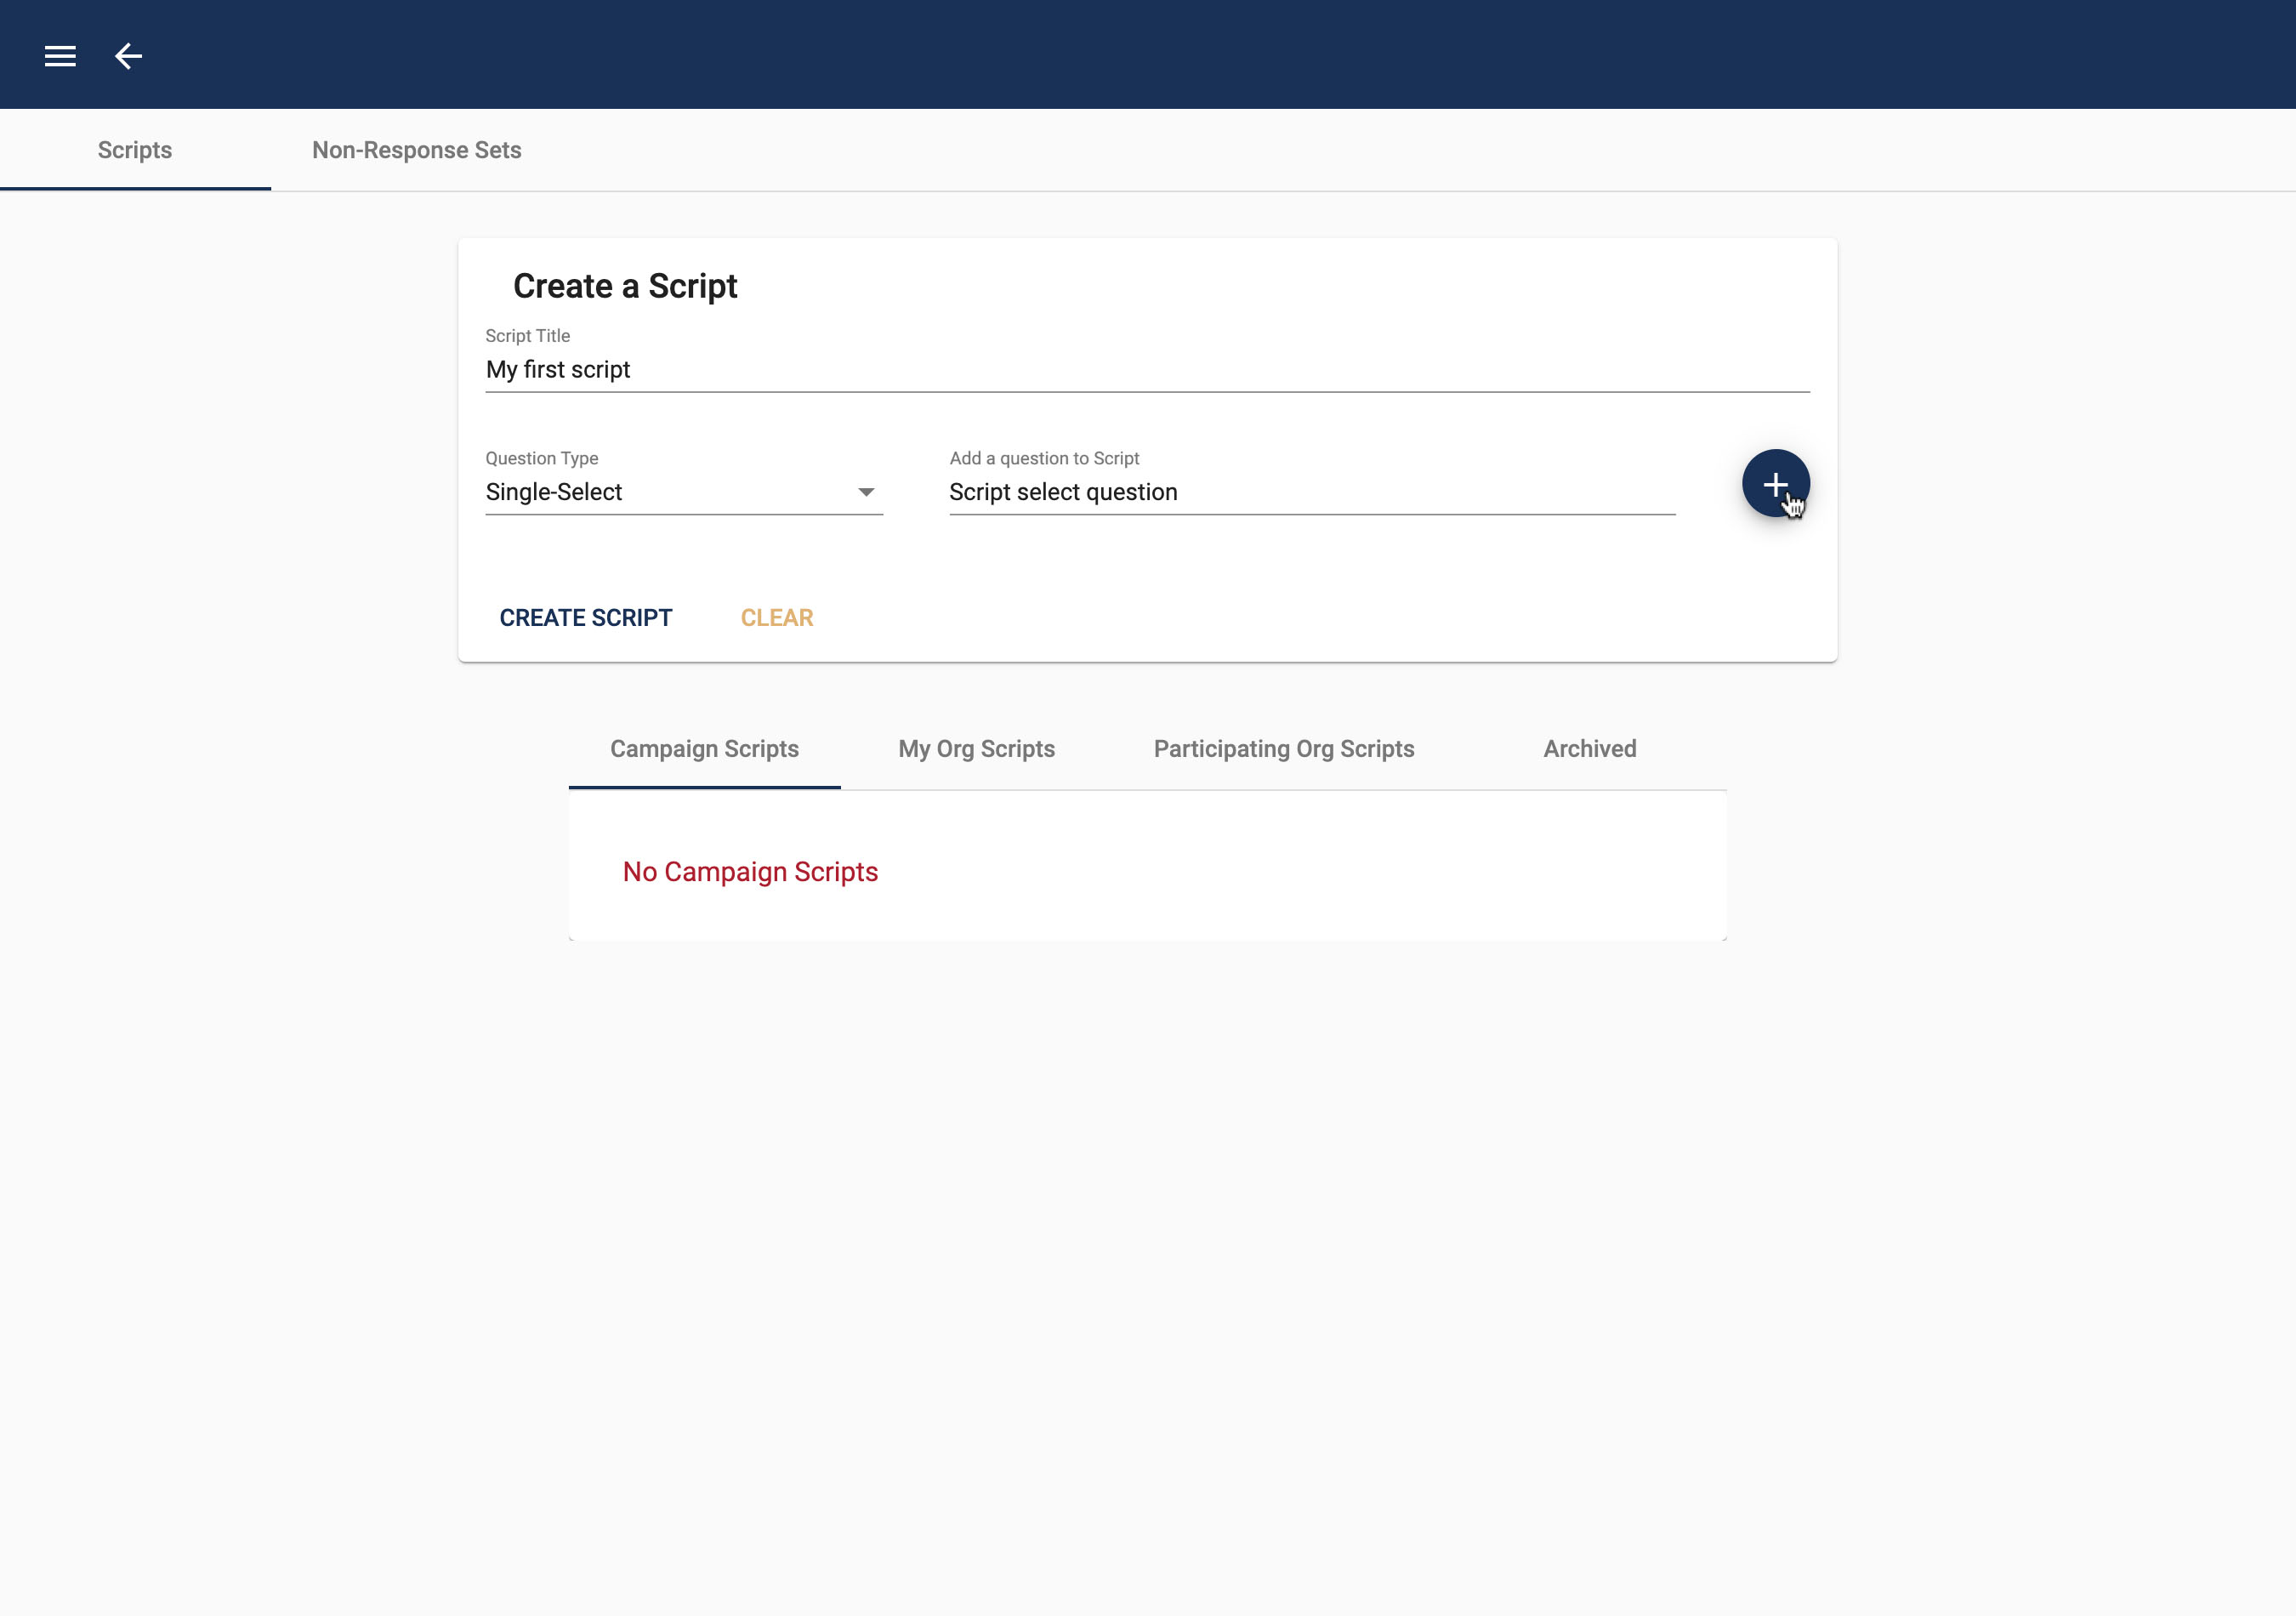 Scripts Non-Response Sets
Create a Script
Script Title
My first script
Question Type Add a question to Script
Single-Select Script select question
CREATE SCRIPT CLEAR
Campaign Scripts My Org Scripts Participating Org Scripts Archived
No Campaign Scripts